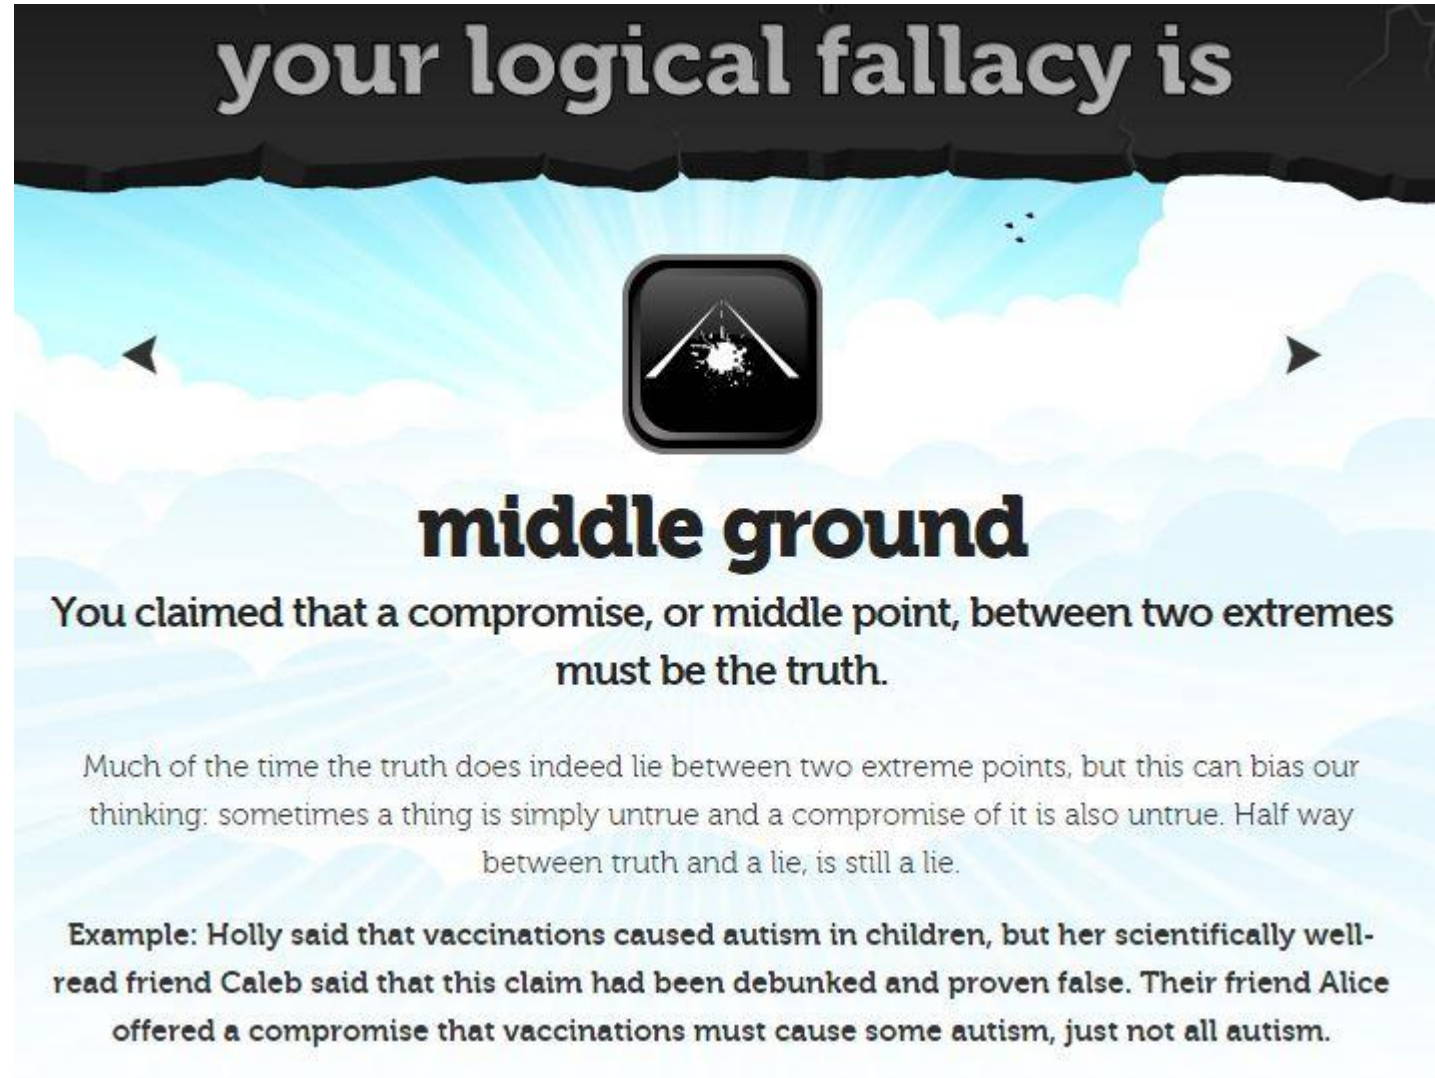 your logical fallacy is
middle ground
You claimed that a compromise, or middle point, between two extremes
must be the truth.
Much of the time the truth does indeed lie between two extreme points, but this can bias our
thinking: sometimes a thing is simply untrue and a compromise of it is also untrue. Half way
between truth and a lie, is still a lie.
Example: Holly said that vaccinations caused autism in children, but her scientifically well-
read friend Caleb said that this claim had been debunked and proven false. Their friend Alice
offered a compromise that vaccinations must cause some autism, just not all autism.